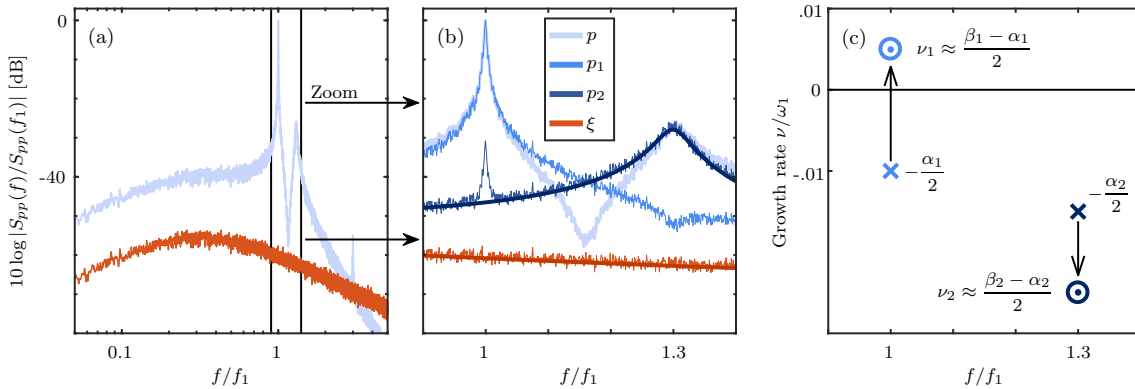 (a)
0
-40
10 log |S_pp(f)/S_pp(f_1)| [dB]
0.1
1
f/f_1
Zoom
(b)
p
p_1
p_2
ξ
1
1.3
f/f_1
(c)
.01
0
-.01
Growth rate ν/ω_1
ν_1 ≈ (β_1 − α_1)/2
−α_1/2
−α_2/2
ν_2 ≈ (β_2 − α_2)/2
1
1.3
f/f_1